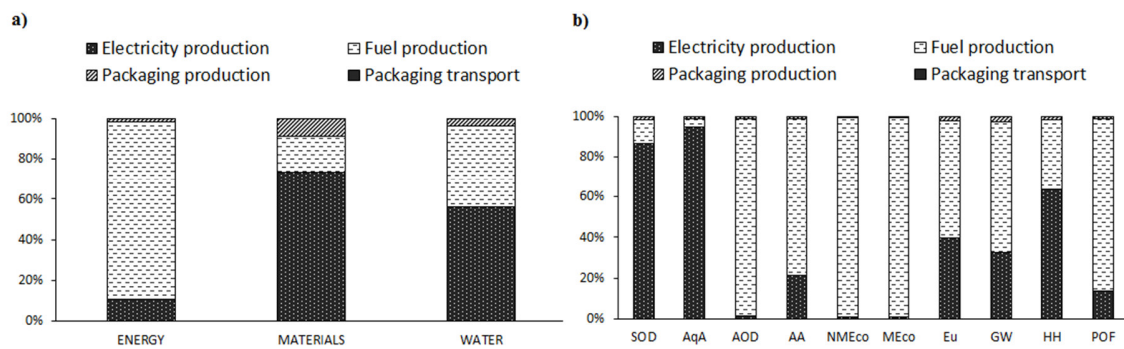 a)
Electricity production Fuel production
Packaging production Packaging transport
100%
80%
60%
40%
20%
0%
ENERGY MATERIALS WATER
b)
Electricity production Fuel production
Packaging production Packaging transport
100%
80%
60%
40%
20%
0%
SOD AqA AOD AA NMEco MEco Eu GW HH POF